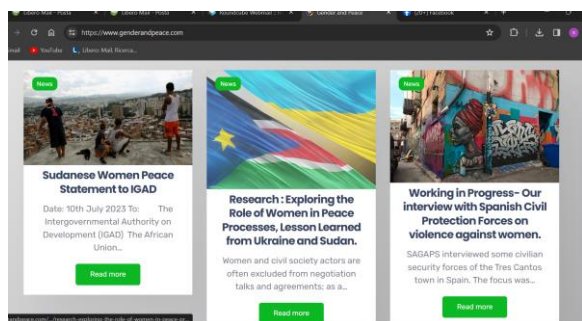 Libero Mail - Posta
Libero Mail - Posta
Roundcube Webmail ::
Gender and Peace
(20+) Facebook
https://www.genderandpeace.com
YouTube
Libero Mail, Ricerca...
News
Sudanese Women Peace
Statement to IGAD
Date: 10th July 2023 To: The
Intergovernmental Authority on
Development (IGAD) The African
Union...
Read more
News
Research : Exploring the
Role of Women in Peace
Processes, Lesson Learned
from Ukraine and Sudan.
Women and civil society actors are
often excluded from negotiation
talks and agreements; as a...
Read more
News
Working in Progress- Our
interview with Spanish Civil
Protection Forces on
violence against women.
SAGAPS interviewed some civilian
security forces of the Tres Cantos
town in Spain. The focus was...
Read more